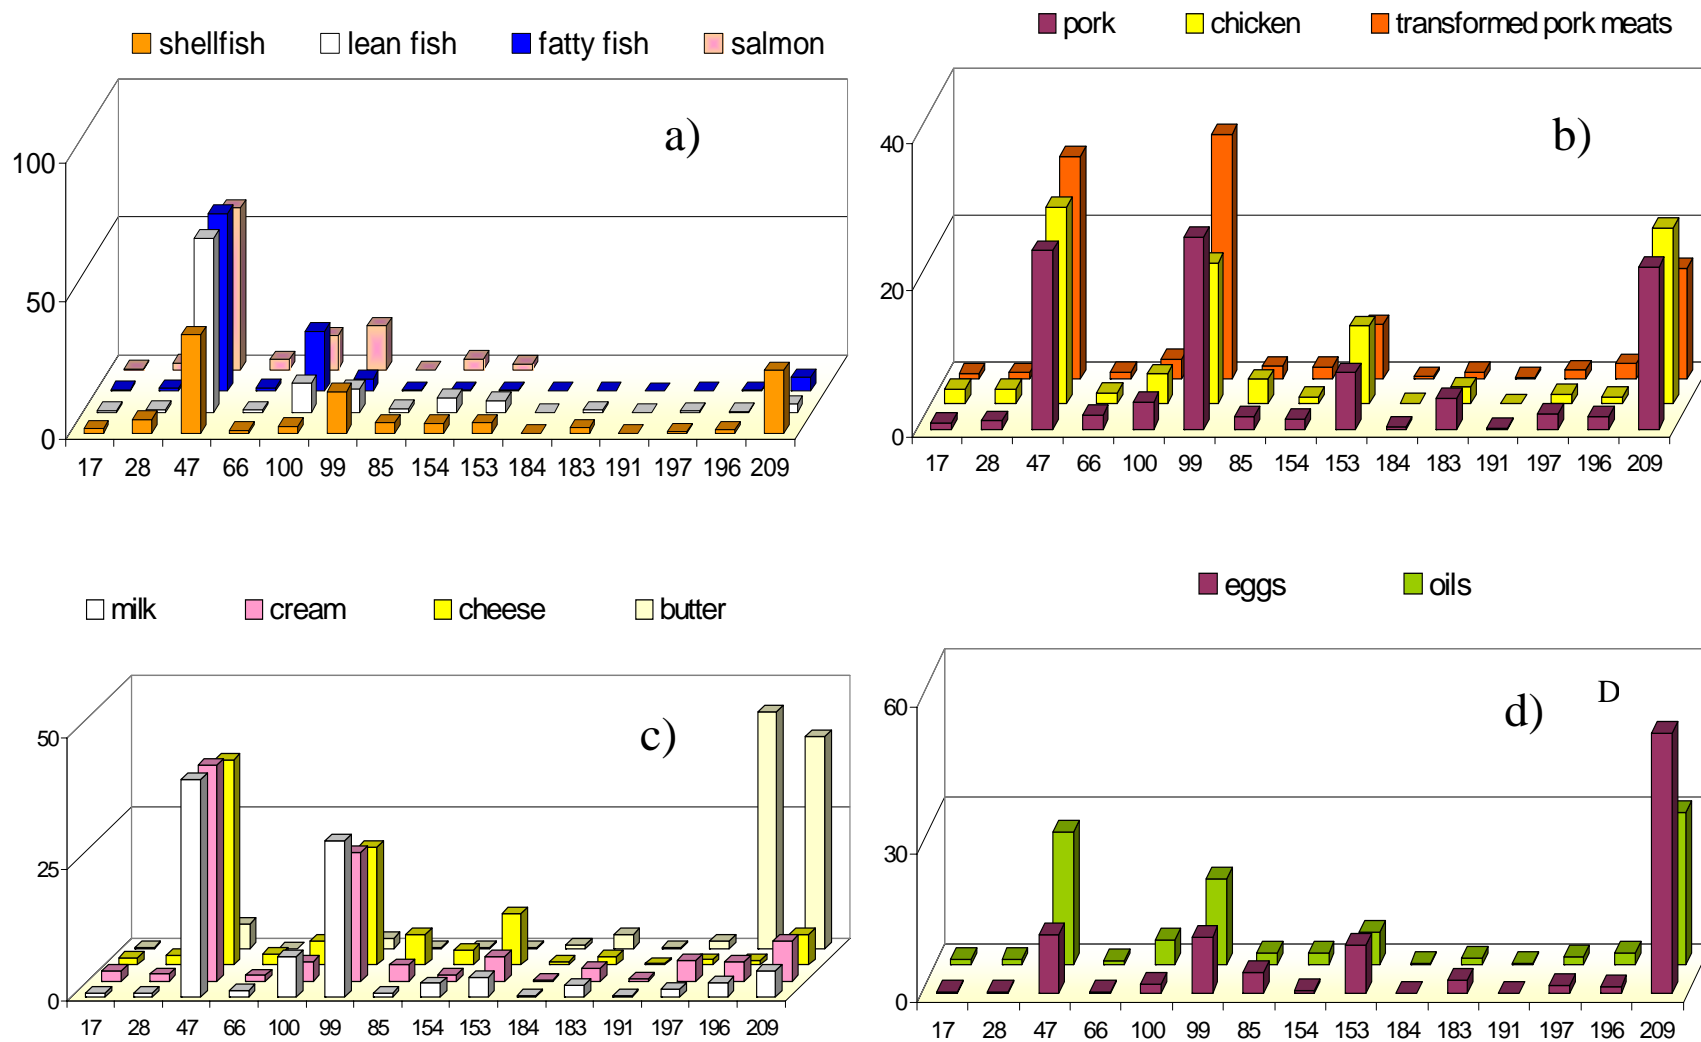 shellfish lean fish fatty fish salmon
a)
100
50
0
17 28 47 66 100 99 85 154 153 184 183 191 197 196 209
pork chicken transformed pork meats
b)
40
20
0
17 28 47 66 100 99 85 154 153 184 183 191 197 196 209
milk cream cheese butter
c)
50
25
0
17 28 47 66 100 99 85 154 153 184 183 191 197 196 209
eggs oils
D
d)
60
30
0
17 28 47 66 100 99 85 154 153 184 183 191 197 196 209